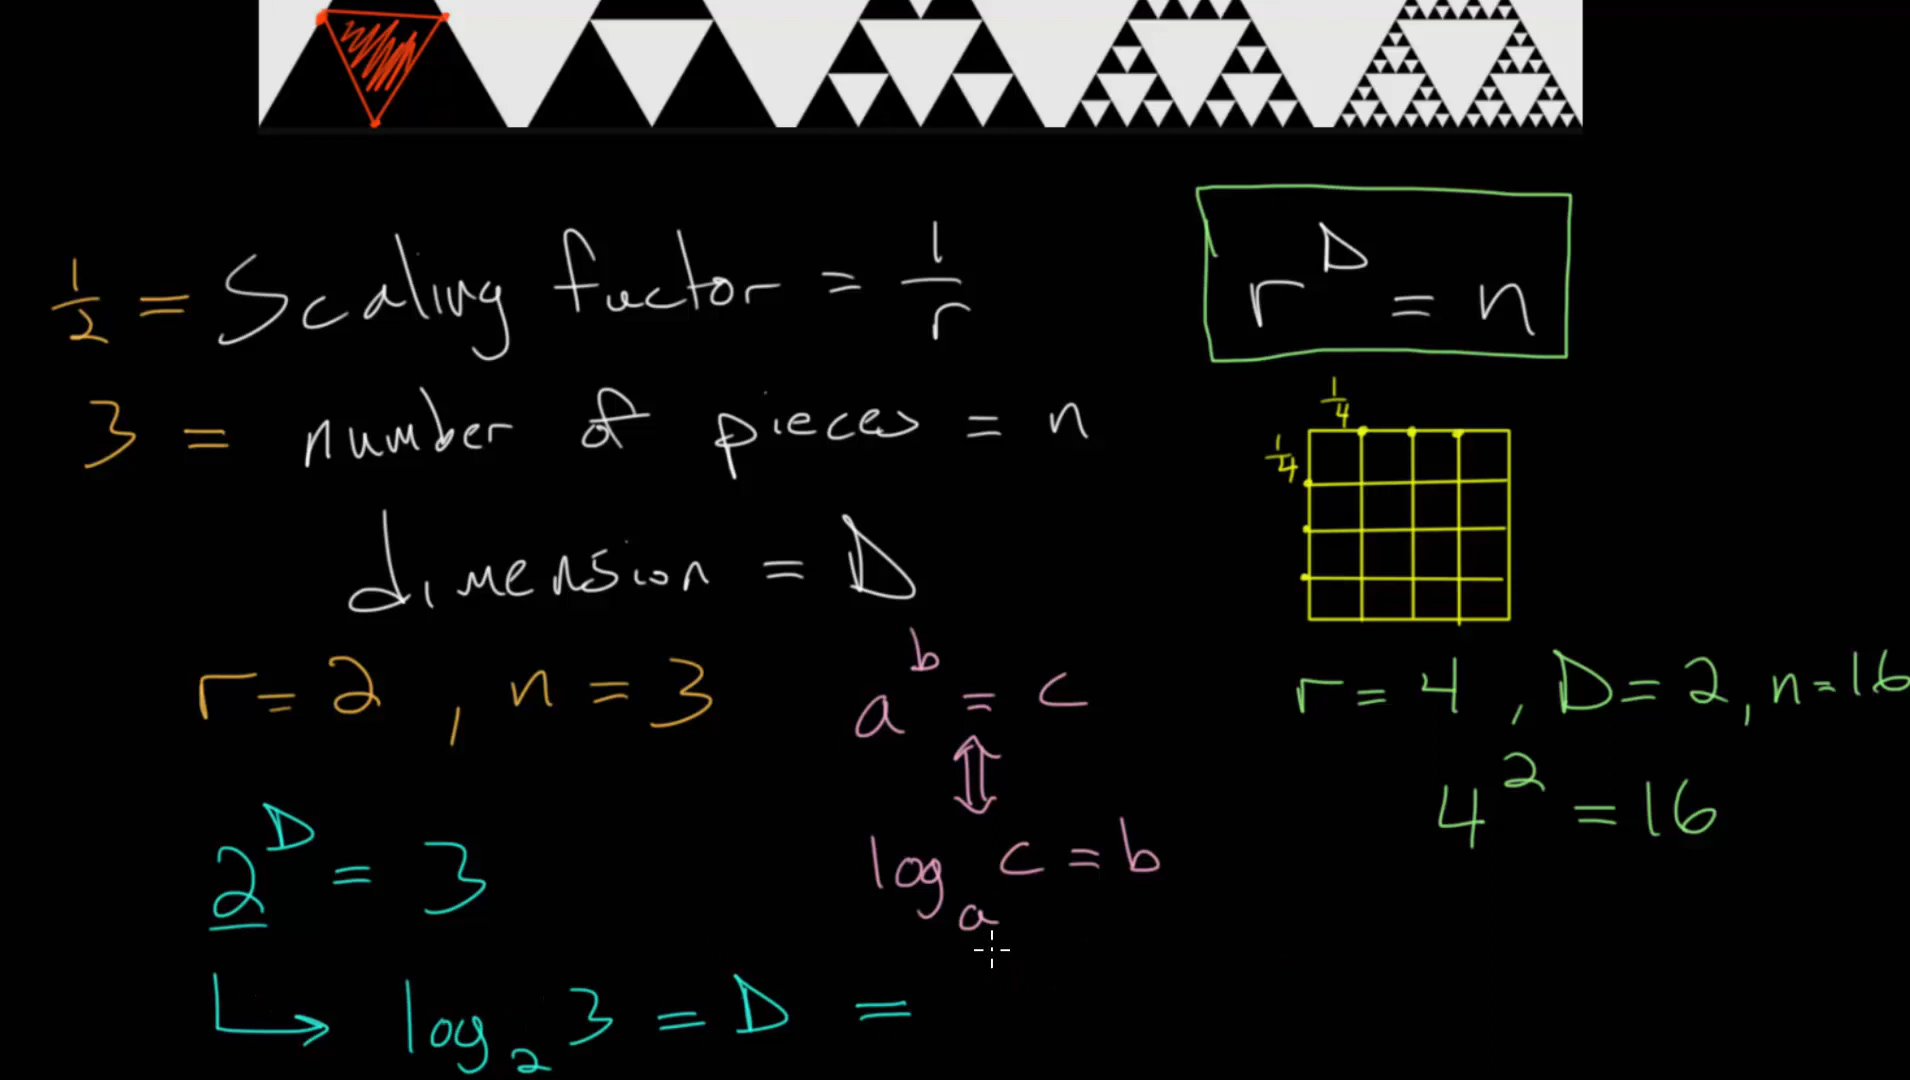 1/2 = Scaling factor = 1/r
3 = number of pieces = n
dimension = D
r = 2 , n = 3
2^D = 3
log_2 3 = D =
a^b = c
⇕
log_a c = b
r^D = n
1/4
1/4
r = 4 , D = 2 , n = 16
4^2 = 16